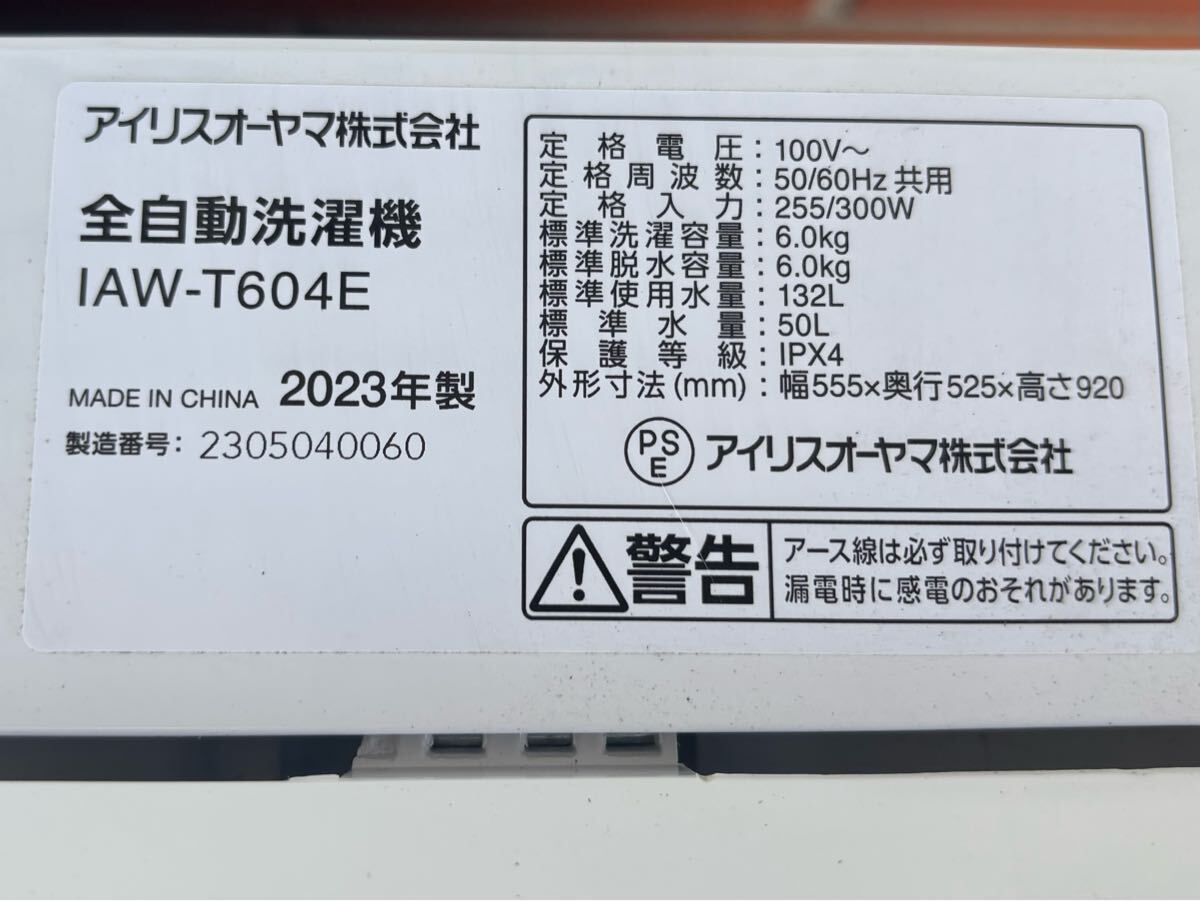 アイリスオーヤマ株式会社
全自動洗濯機
IAW-T604E
MADE IN CHINA 2023年製
製造番号: 2305040060
定格電圧: 100V〜
定格周波数: 50/60Hz 共用
定格入力: 255/300W
標準洗濯容量: 6.0kg
標準脱水容量: 6.0kg
標準使用水量: 132L
標準水量: 50L
保護等級: IPX4
外形寸法(mm): 幅555×奥行525×高さ920
PSE アイリスオーヤマ株式会社
警告
アース線は必ず取り付けてください。
漏電時に感電のおそれがあります。